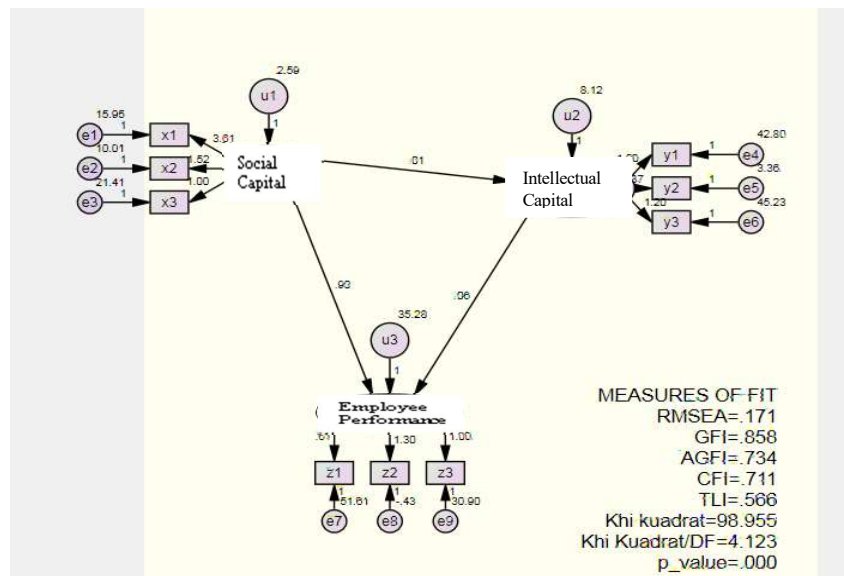 2.59
u1
1
8.12
u2
1
15.95
e1
1
x1
3.61
10.01
e2
1
x2
1.52
21.41
e3
1
x3
1.00
Social
Capital
.01
Intellectual
Capital
y1
1
42.80
e4
y2
1
3.36
e5
1.20
y3
1
45.23
e6
.93
.06
35.28
u3
1
Employee
Performance
.61
1.30
1.00
z1
z2
z3
1
51.61
1
-.43
1
30.90
e7
e8
e9
MEASURES OF FIT
RMSEA=.171
GFI=.858
AGFI=.734
CFI=.711
TLI=.566
Khi kuadrat=98.955
Khi Kuadrat/DF=4.123
p_value=.000